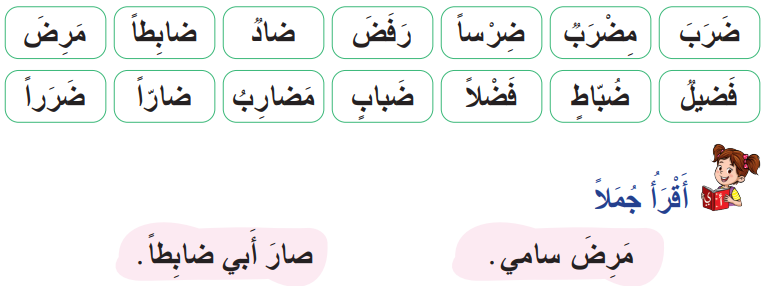 ضَرَبَ مِضْرَبٌ ضِرْساً رَفَضَ ضادٌ ضابِطاً مَرِضَ
فَضيلٌ ضُبّاطٍ فَضْلاً ضَبابٍ مَضارِبُ ضارّاً ضَرَراً
أَقْرَأُ جُمَلاً
مَرِضَ سامي. صارَ أَبي ضابِطاً.